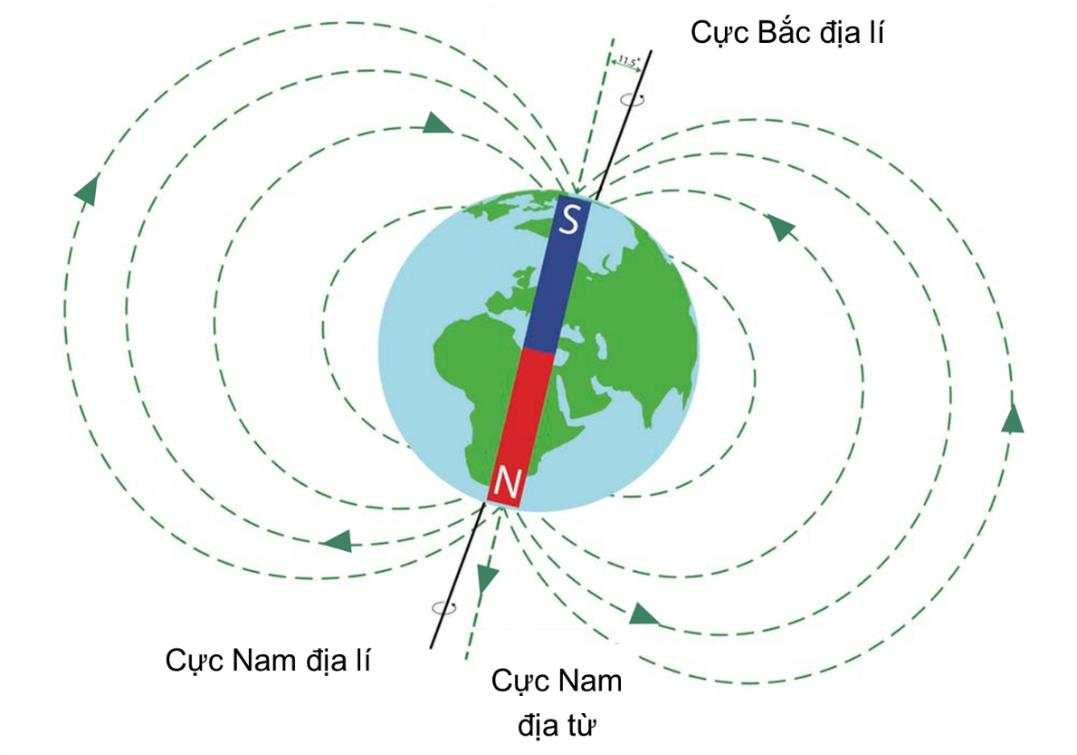 Cực Bắc địa lí
11.5°
S
N
Cực Nam địa lí
Cực Nam
địa từ